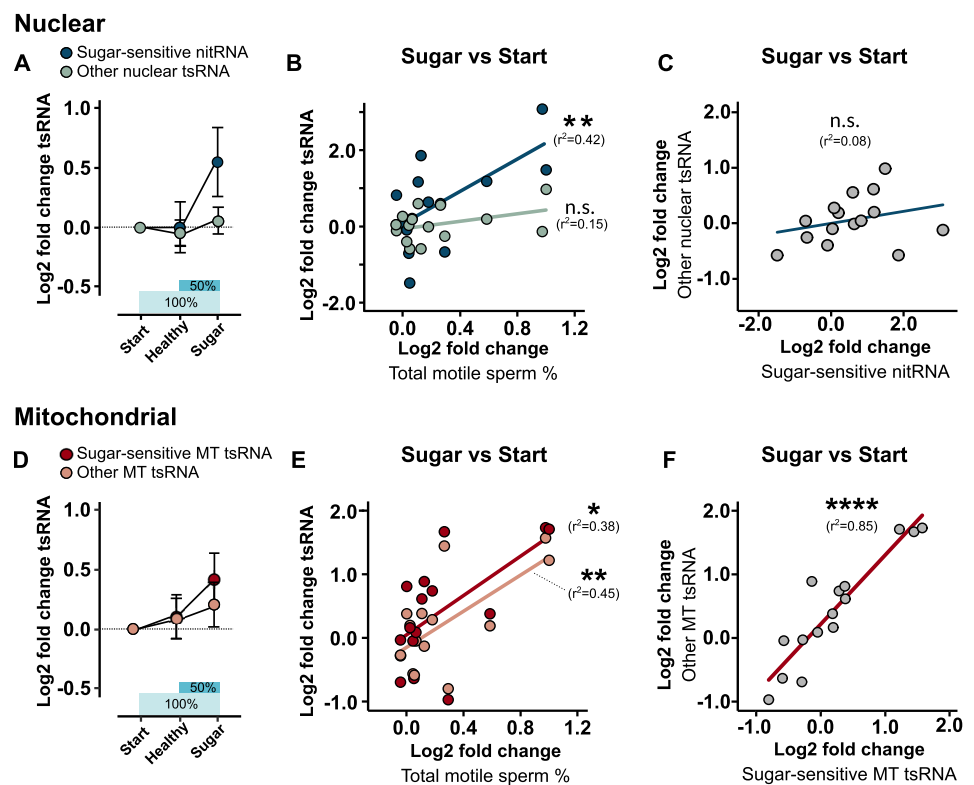 Nuclear
A
Sugar-sensitive nitRNA
Other nuclear tsRNA
Log2 fold change tsRNA
1.0
0.5
0.0
-0.5
50%
100%
Start
Healthy
Sugar
B
Sugar vs Start
Log2 fold change tsRNA
2.0
0.0
-2.0
**
(r²=0.42)
n.s.
(r²=0.15)
0.0 0.4 0.8 1.2
Log2 fold change
Total motile sperm %
C
Sugar vs Start
Log2 fold change
Other nuclear tsRNA
2.0
1.0
0.0
-1.0
n.s.
(r²=0.08)
-2.0 0.0 2.0
Log2 fold change
Sugar-sensitive nitRNA
Mitochondrial
D
Sugar-sensitive MT tsRNA
Other MT tsRNA
Log2 fold change tsRNA
1.0
0.5
0.0
-0.5
50%
100%
Start
Healthy
Sugar
E
Sugar vs Start
Log2 fold change tsRNA
2.0
1.0
0.0
-1.0
*
(r²=0.38)
**
(r²=0.45)
0.0 0.4 0.8 1.2
Log2 fold change
Total motile sperm %
F
Sugar vs Start
Log2 fold change
Other MT tsRNA
2.0
1.0
0.0
-1.0
****
(r²=0.85)
-1.0 0.0 1.0 2.0
Log2 fold change
Sugar-sensitive MT tsRNA